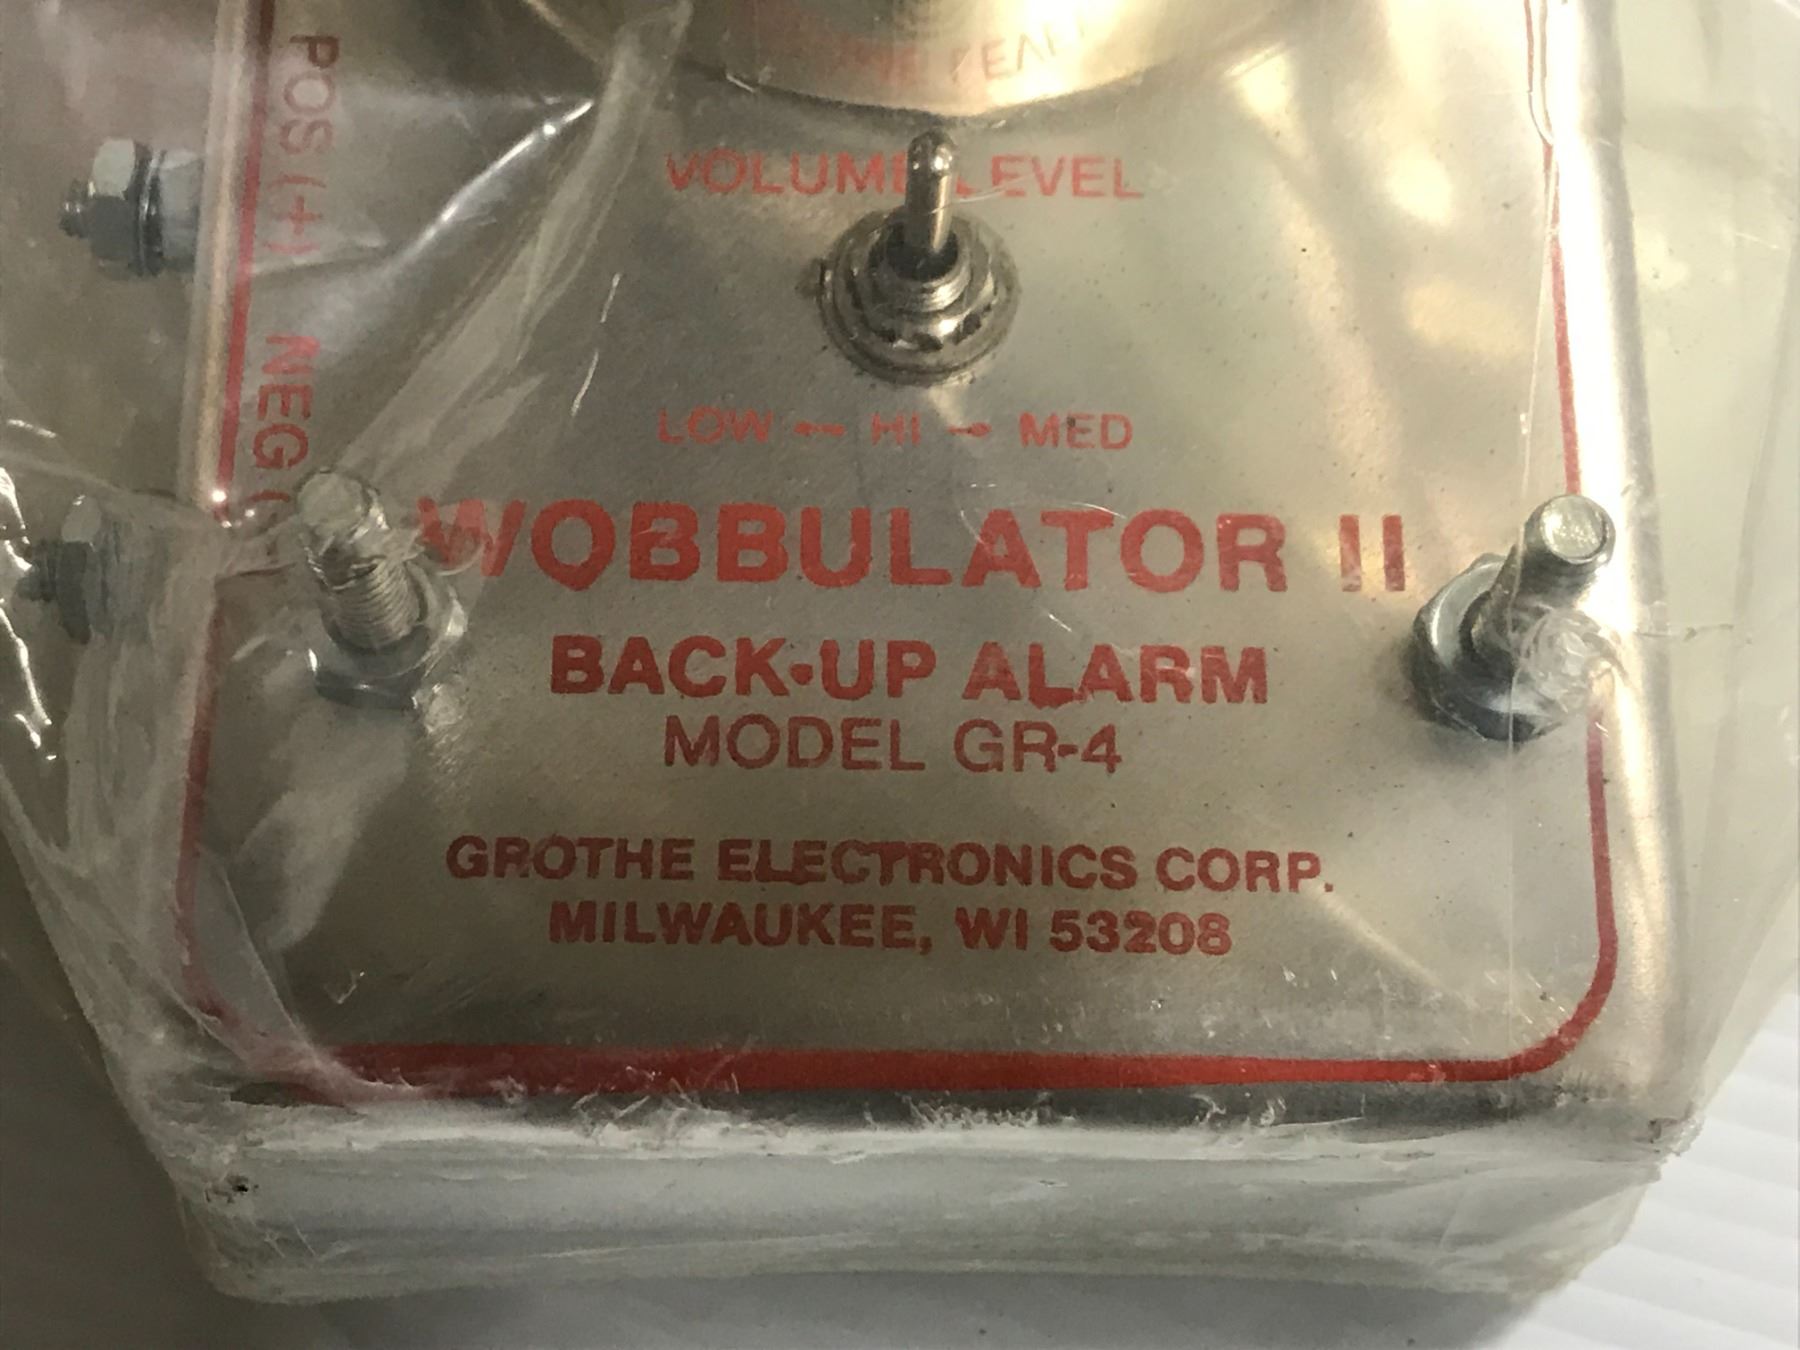 POS (+)
NEG
VOLUME LEVEL
LOW ← HI → MED
WOBBULATOR II
BACK-UP ALARM
MODEL GR-4
GROTHE ELECTRONICS CORP.
MILWAUKEE, WI 53208